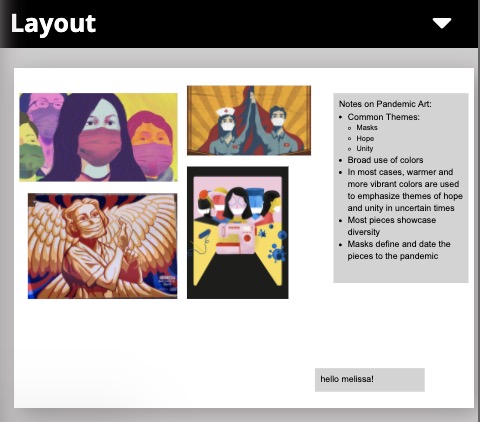 Layout
Notes on Pandemic Art:
Common Themes:
Masks
Hope
Unity
Broad use of colors
In most cases, warmer and
more vibrant colors are used
to emphasize themes of hope
and unity in uncertain times
Most pieces showcase
diversity
Masks define and date the
pieces to the pandemic
hello melissa!